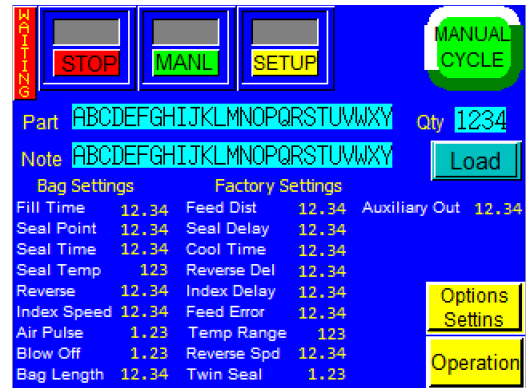 WAITING
STOP
MANL
SETUP
MANUAL
CYCLE
Part ABCDEFGHIJKLMNOPQRSTUVWXY Qty 1234
Note ABCDEFGHIJKLMNOPQRSTUVWXY Load
Bag Settings Factory Settings
Fill Time 12.34 Feed Dist 12.34 Auxiliary Out 12.34
Seal Point 12.34 Seal Delay 12.34
Seal Time 12.34 Cool Time 12.34
Seal Temp 123 Reverse Del 12.34
Reverse 12.34 Index Delay 12.34
Index Speed 12.34 Feed Error 12.34
Air Pulse 1.23 Temp Range 123
Blow Off 1.23 Reverse Spd 12.34
Bag Length 12.34 Twin Seal 1.23
Options
Settins
Operation